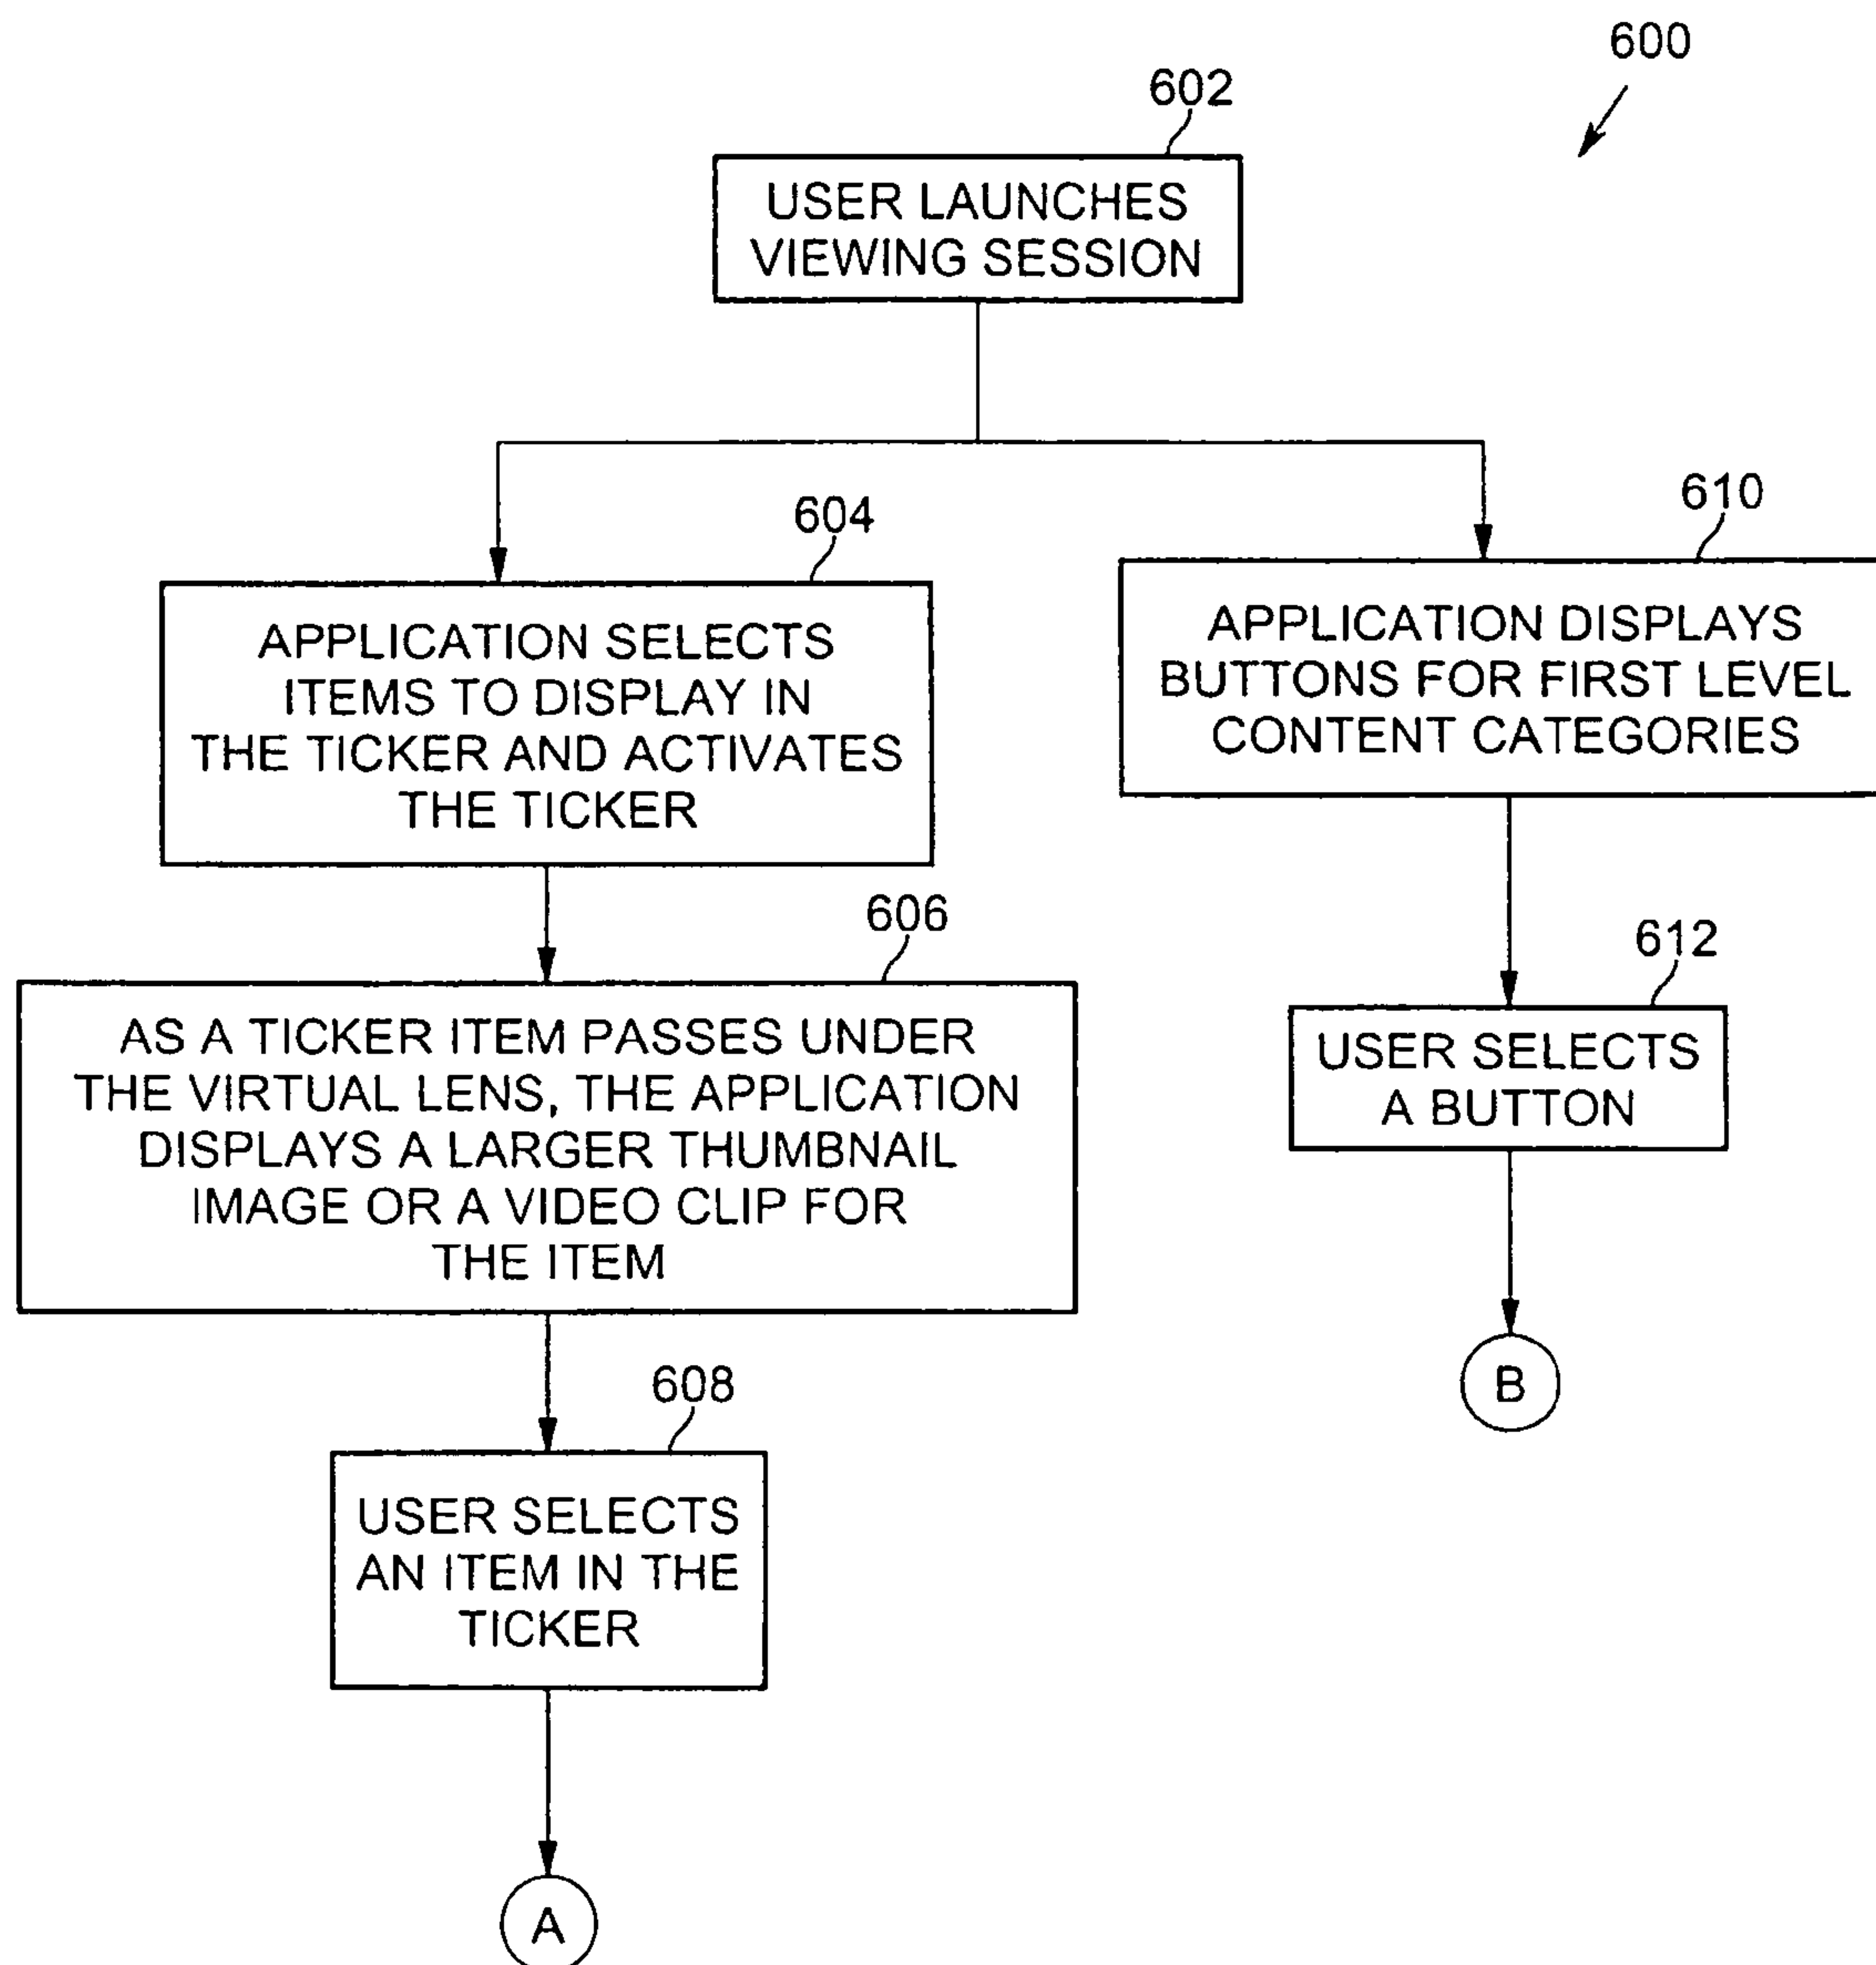 600
602
USER LAUNCHES
VIEWING SESSION
604
APPLICATION SELECTS
ITEMS TO DISPLAY IN
THE TICKER AND ACTIVATES
THE TICKER
606
AS A TICKER ITEM PASSES UNDER
THE VIRTUAL LENS, THE APPLICATION
DISPLAYS A LARGER THUMBNAIL
IMAGE OR A VIDEO CLIP FOR
THE ITEM
608
USER SELECTS
AN ITEM IN THE
TICKER
A
610
APPLICATION DISPLAYS
BUTTONS FOR FIRST LEVEL
CONTENT CATEGORIES
612
USER SELECTS
A BUTTON
B